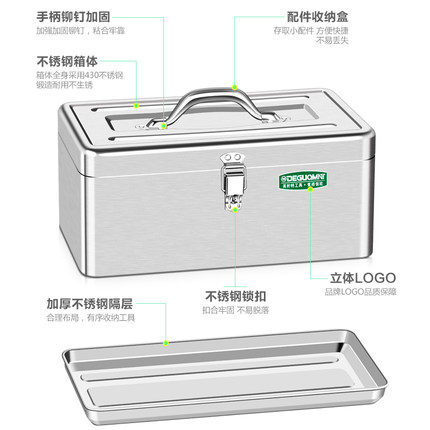 手柄铆钉加固
加强加固铆钉，粘合牢靠
配件收纳盒
存取小配件 方便快捷
不易丢失
不锈钢箱体
箱体全身采用430不锈钢
锻造耐用不生锈
DEGUOMNI
立体LOGO
品牌LOGO品质保障
不锈钢锁扣
扣合牢固 不易脱落
加厚不锈钢隔层
合理布局，有序收纳工具